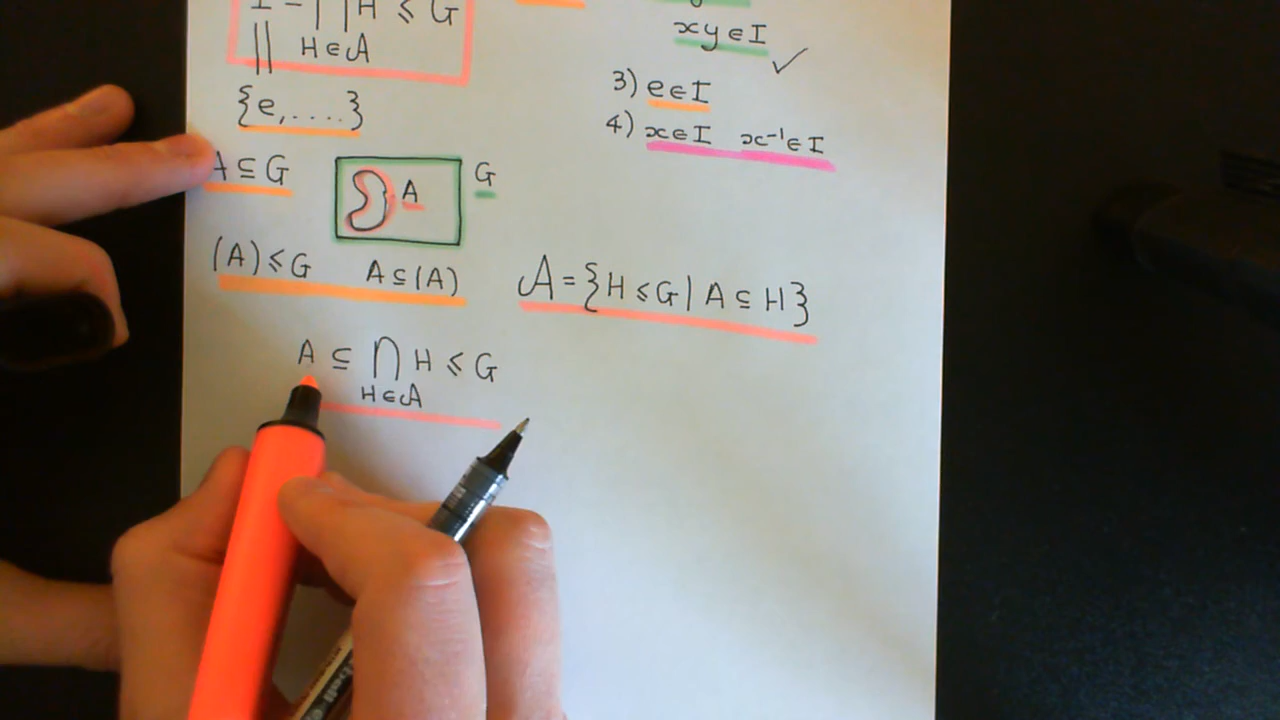 I = ⋂ H ≤ G
|| H ∈ 𝒜
{e, ....}
xy ∈ I ✓
3) e ∈ I
4) x ∈ I x⁻¹ ∈ I
A ⊆ G
A
G
(A) ≤ G A ⊆ (A)
𝒜 = {H ≤ G | A ⊆ H}
A ⊆ ⋂ H ≤ G
H ∈ 𝒜